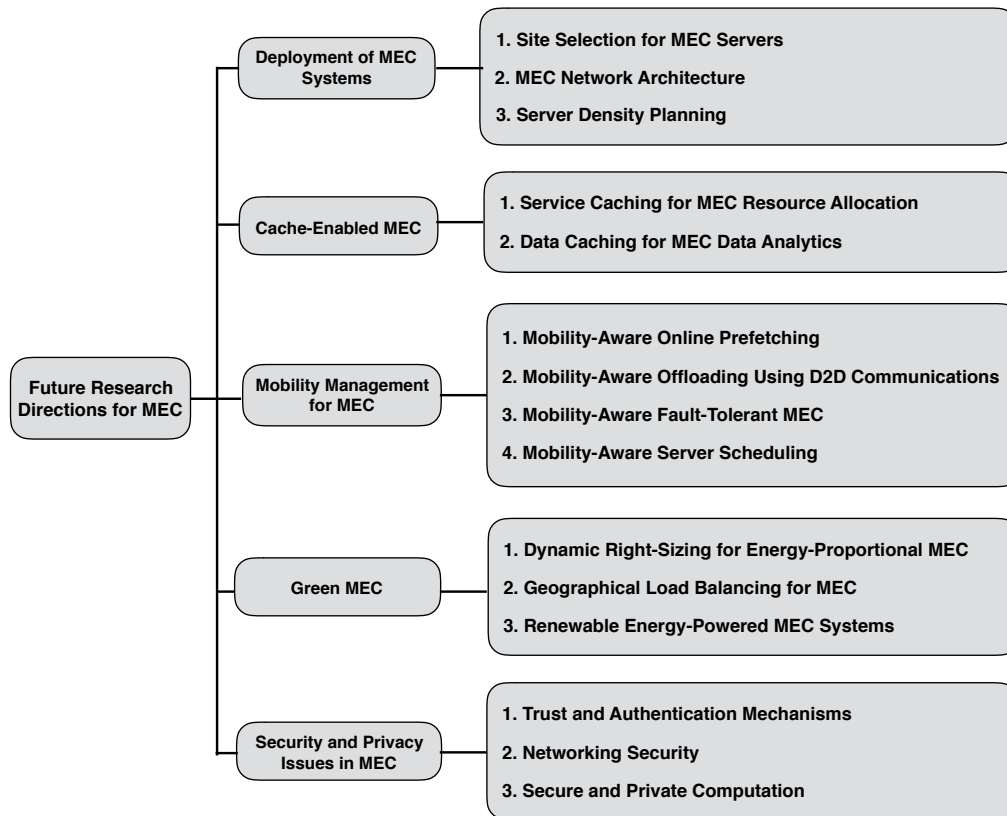 Future Research
Directions for MEC
Deployment of MEC
Systems
1. Site Selection for MEC Servers
2. MEC Network Architecture
3. Server Density Planning
Cache-Enabled MEC
1. Service Caching for MEC Resource Allocation
2. Data Caching for MEC Data Analytics
Mobility Management
for MEC
1. Mobility-Aware Online Prefetching
2. Mobility-Aware Offloading Using D2D Communications
3. Mobility-Aware Fault-Tolerant MEC
4. Mobility-Aware Server Scheduling
Green MEC
1. Dynamic Right-Sizing for Energy-Proportional MEC
2. Geographical Load Balancing for MEC
3. Renewable Energy-Powered MEC Systems
Security and Privacy
Issues in MEC
1. Trust and Authentication Mechanisms
2. Networking Security
3. Secure and Private Computation